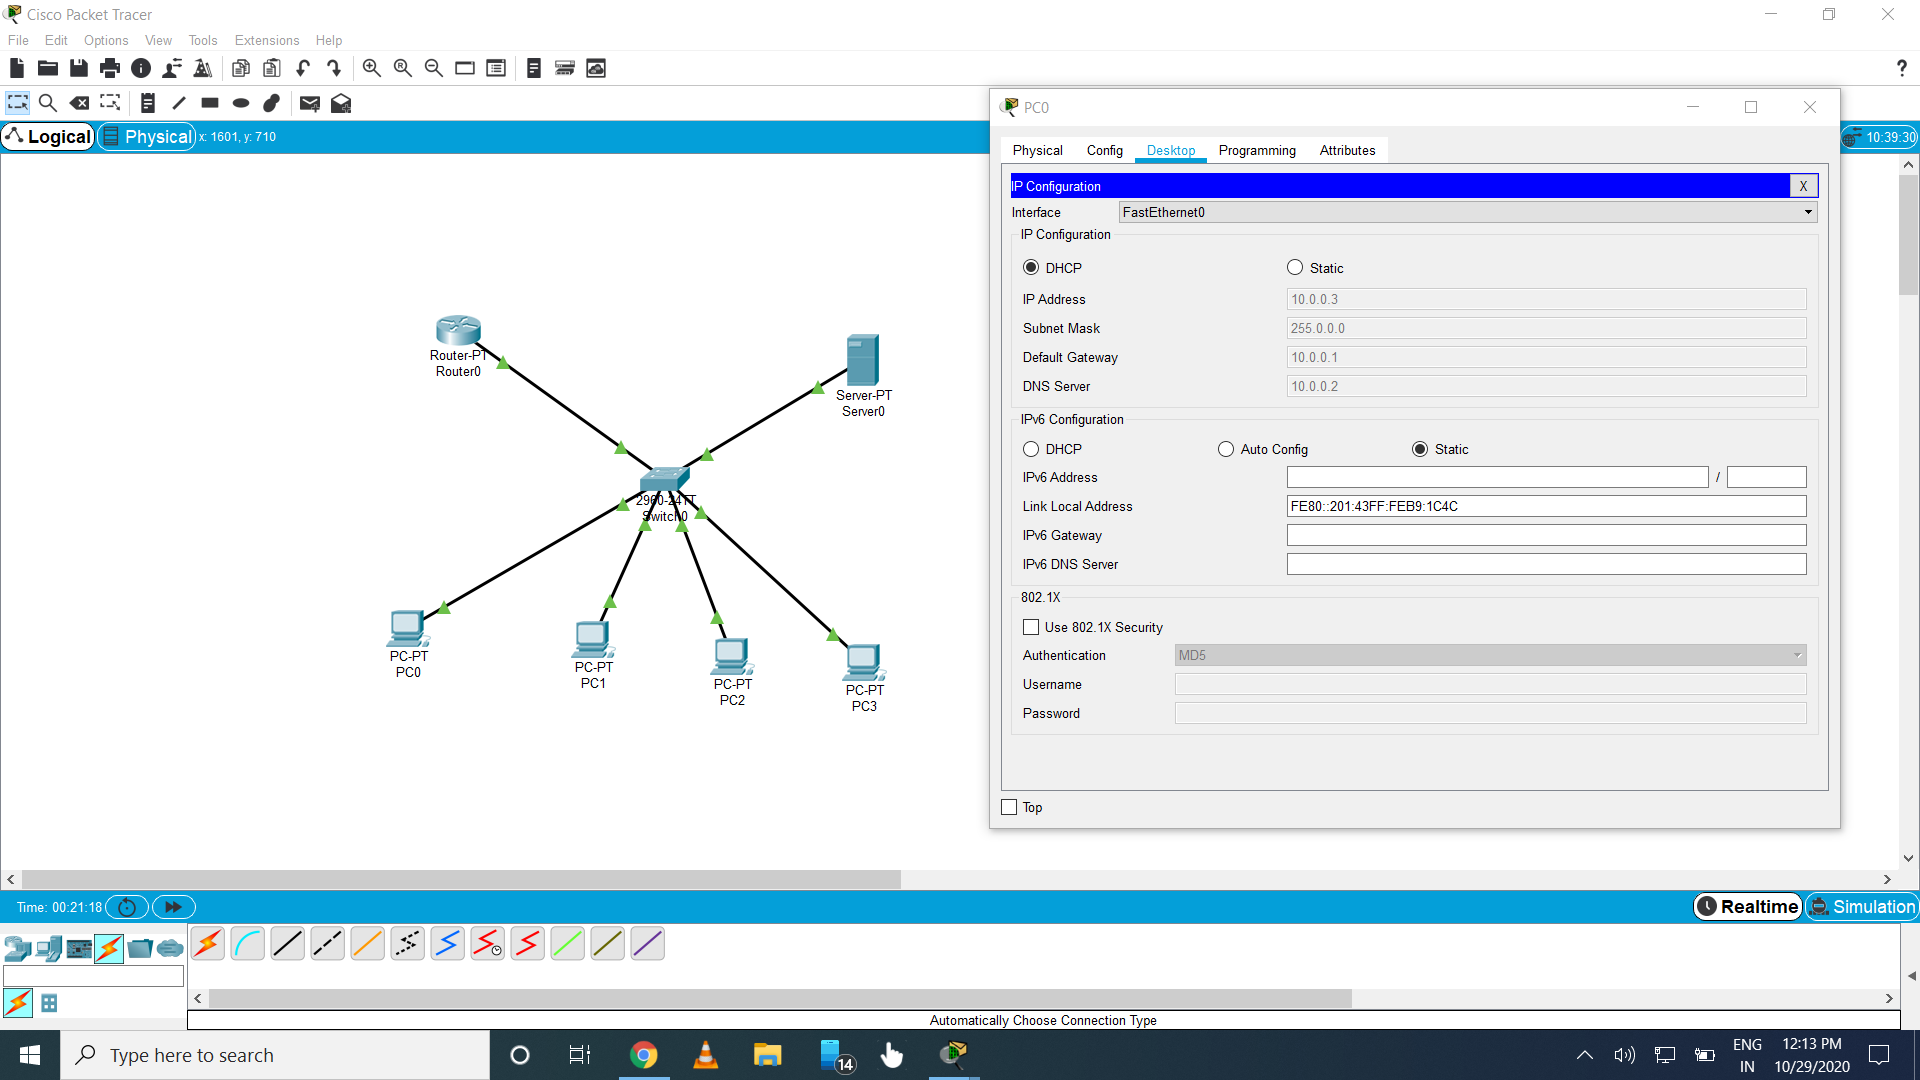 Cisco Packet Tracer
File Edit Options View Tools Extensions Help
?
Logical Physical x: 1601, y: 710
10:39:30
Router-PT
Router0
Server-PT
Server0
2960-24TT
Switch0
PC-PT
PC0
PC-PT
PC1
PC-PT
PC2
PC-PT
PC3
PC0
Physical Config Desktop Programming Attributes
IP Configuration X
Interface FastEthernet0
IP Configuration
DHCP Static
IP Address 10.0.0.3
Subnet Mask 255.0.0.0
Default Gateway 10.0.0.1
DNS Server 10.0.0.2
IPv6 Configuration
DHCP Auto Config Static
IPv6 Address /
Link Local Address FE80::201:43FF:FEB9:1C4C
IPv6 Gateway
IPv6 DNS Server
802.1X
Use 802.1X Security
Authentication MD5
Username
Password
Top
Time: 00:21:18
Realtime Simulation
Automatically Choose Connection Type
Type here to search
14
ENG
IN
12:13 PM
10/29/2020